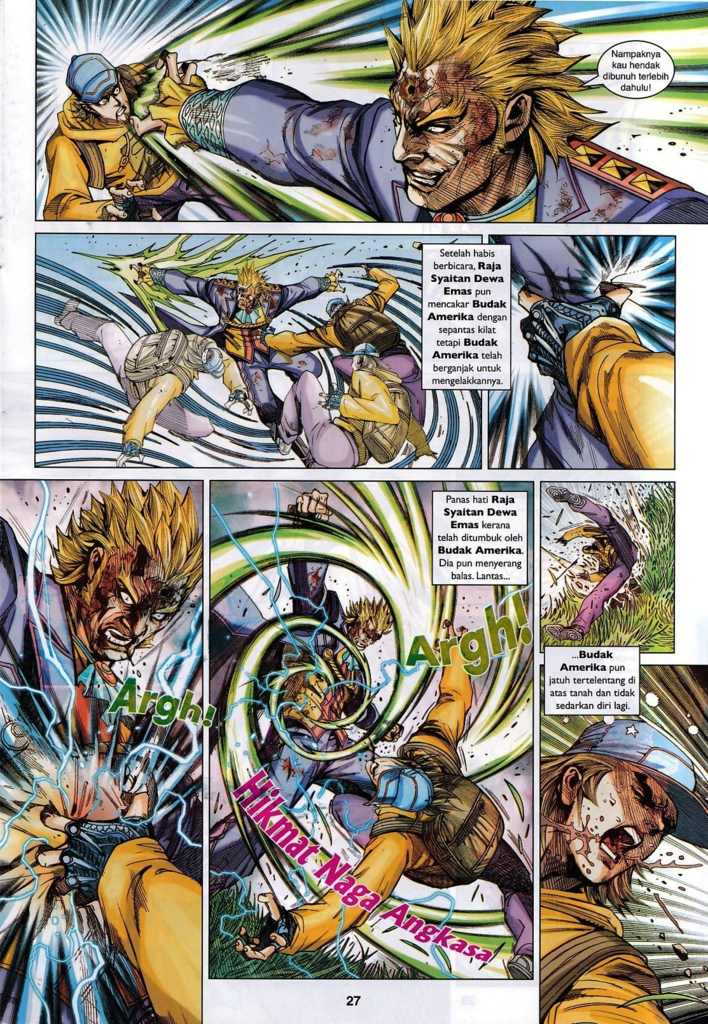 Nampaknya
kau hendak
dibunuh terlebih
dahulu!
Setelah habis
berbicara, Raja
Syaitan Dewa
Emas pun
mencakar Budak
Amerika dengan
sepantas kilat
tetapi Budak
Amerika telah
berganjak untuk
mengelakkannya.
Argh!
Panas hati Raja
Syaitan Dewa
Emas kerana
telah ditumbuk oleh
Budak Amerika.
Dia pun menyerang
balas. Lantas...
Argh!
Hikmat Naga Angkasa
...Budak
Amerika pun
jatuh tertelentang di
atas tanah dan tidak
sedarkan diri lagi.
27